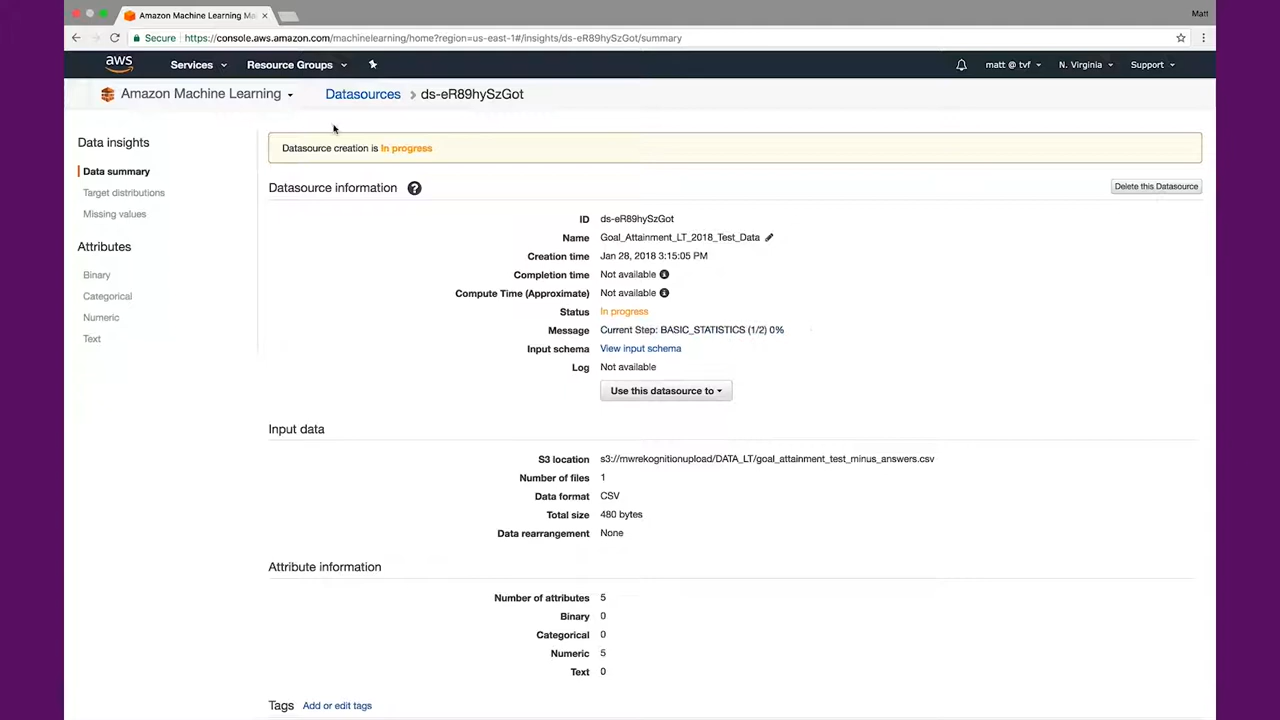 Amazon Machine Learning Ma
Matt
Secure
https://console.aws.amazon.com/machinelearning/home?region=us-east-1#/insights/ds-eR89hySzGot/summary
aws
Services
Resource Groups
matt @ tvf
N. Virginia
Support
Amazon Machine Learning
Datasources > ds-eR89hySzGot
Data insights
Data summary
Target distributions
Missing values
Attributes
Binary
Categorical
Numeric
Text
Datasource creation is In progress
Datasource information ?
Delete this Datasource
ID ds-eR89hySzGot
Name Goal_Attainment_LT_2018_Test_Data
Creation time Jan 28, 2018 3:15:05 PM
Completion time Not available
Compute Time (Approximate) Not available
Status In progress
Message Current Step: BASIC_STATISTICS (1/2) 0%
Input schema View input schema
Log Not available
Use this datasource to
Input data
S3 location s3://mwrekognitionupload/DATA_LT/goal_attainment_test_minus_answers.csv
Number of files 1
Data format CSV
Total size 480 bytes
Data rearrangement None
Attribute information
Number of attributes 5
Binary 0
Categorical 0
Numeric 5
Text 0
Tags Add or edit tags